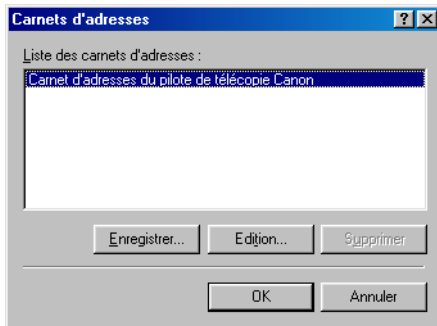 Carnets d'adresses
Liste des carnets d'adresses :
Carnet d'adresses du pilote de télécopie Canon
Enregistrer... Edition... Supprimer
OK Annuler